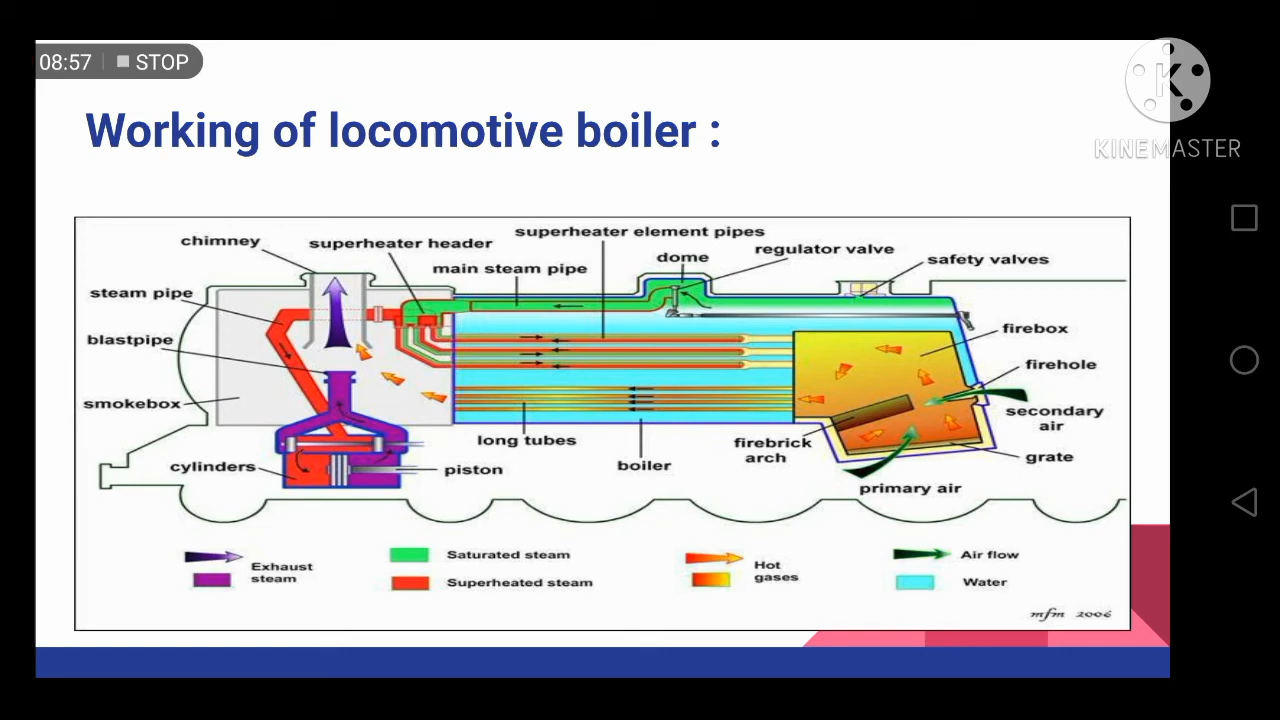 08:57 STOP
KINEMASTER
Working of locomotive boiler :
chimney
superheater header
superheater element pipes
main steam pipe
dome
regulator valve
safety valves
steam pipe
blastpipe
smokebox
cylinders
piston
long tubes
boiler
firebrick
arch
primary air
firebox
firehole
secondary
air
grate
Exhaust
steam
Saturated steam
Superheated steam
Hot
gases
Air flow
Water
mfm 2006